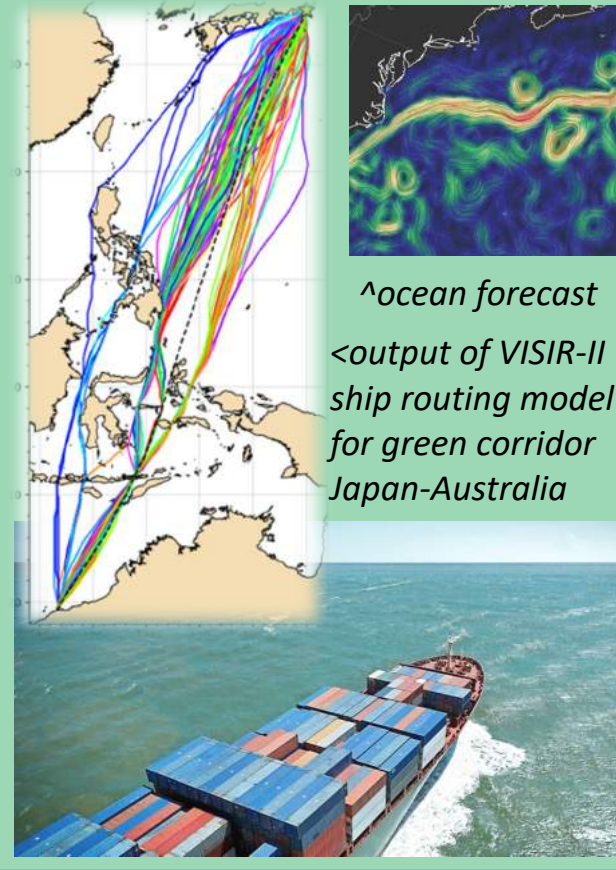 ^ocean forecast
<output of VISIR-II
ship routing model
for green corridor
Japan-Australia